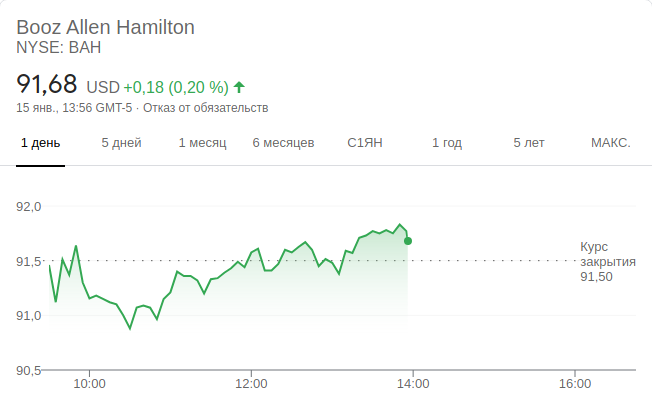 Booz Allen Hamilton
NYSE: BAH
91,68 USD +0,18 (0,20 %)
15 янв., 13:56 GMT-5 · Отказ от обязательств
1 день 5 дней 1 месяц 6 месяцев С1ЯН 1 год 5 лет МАКС.
92,0
91,5
91,0
90,5
Курс
закрытия
91,50
10:00 12:00 14:00 16:00